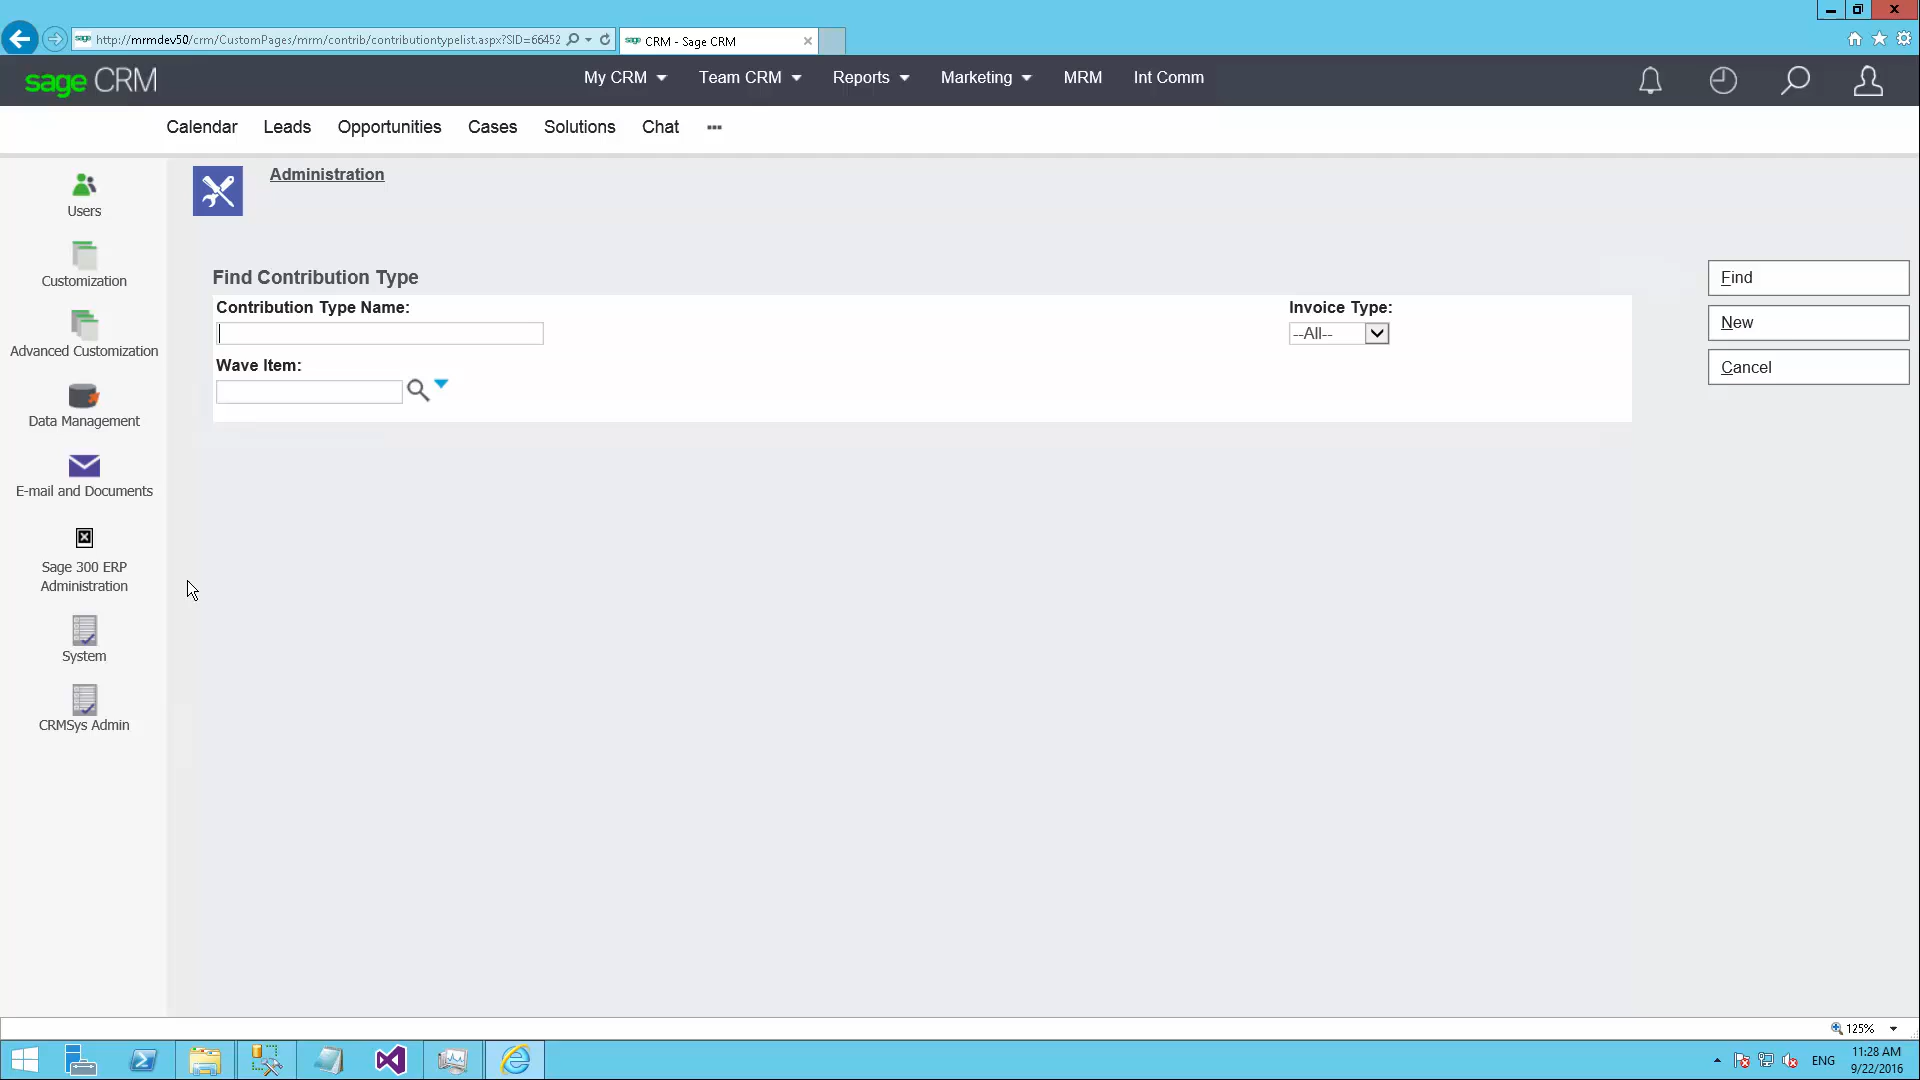 http://mrmdev50/crm/CustomPages/mrm/contrib/contributiontypelist.aspx?SID=66452
CRM - Sage CRM
sage CRM
My CRM
Team CRM
Reports
Marketing
MRM
Int Comm
Calendar
Leads
Opportunities
Cases
Solutions
Chat
Users
Customization
Advanced Customization
Data Management
E-mail and Documents
Sage 300 ERP
Administration
System
CRMSys Admin
Administration
Find Contribution Type
Contribution Type Name:
Invoice Type:
--All--
Wave Item:
Find
New
Cancel
125%
ENG
11:28 AM
9/22/2016